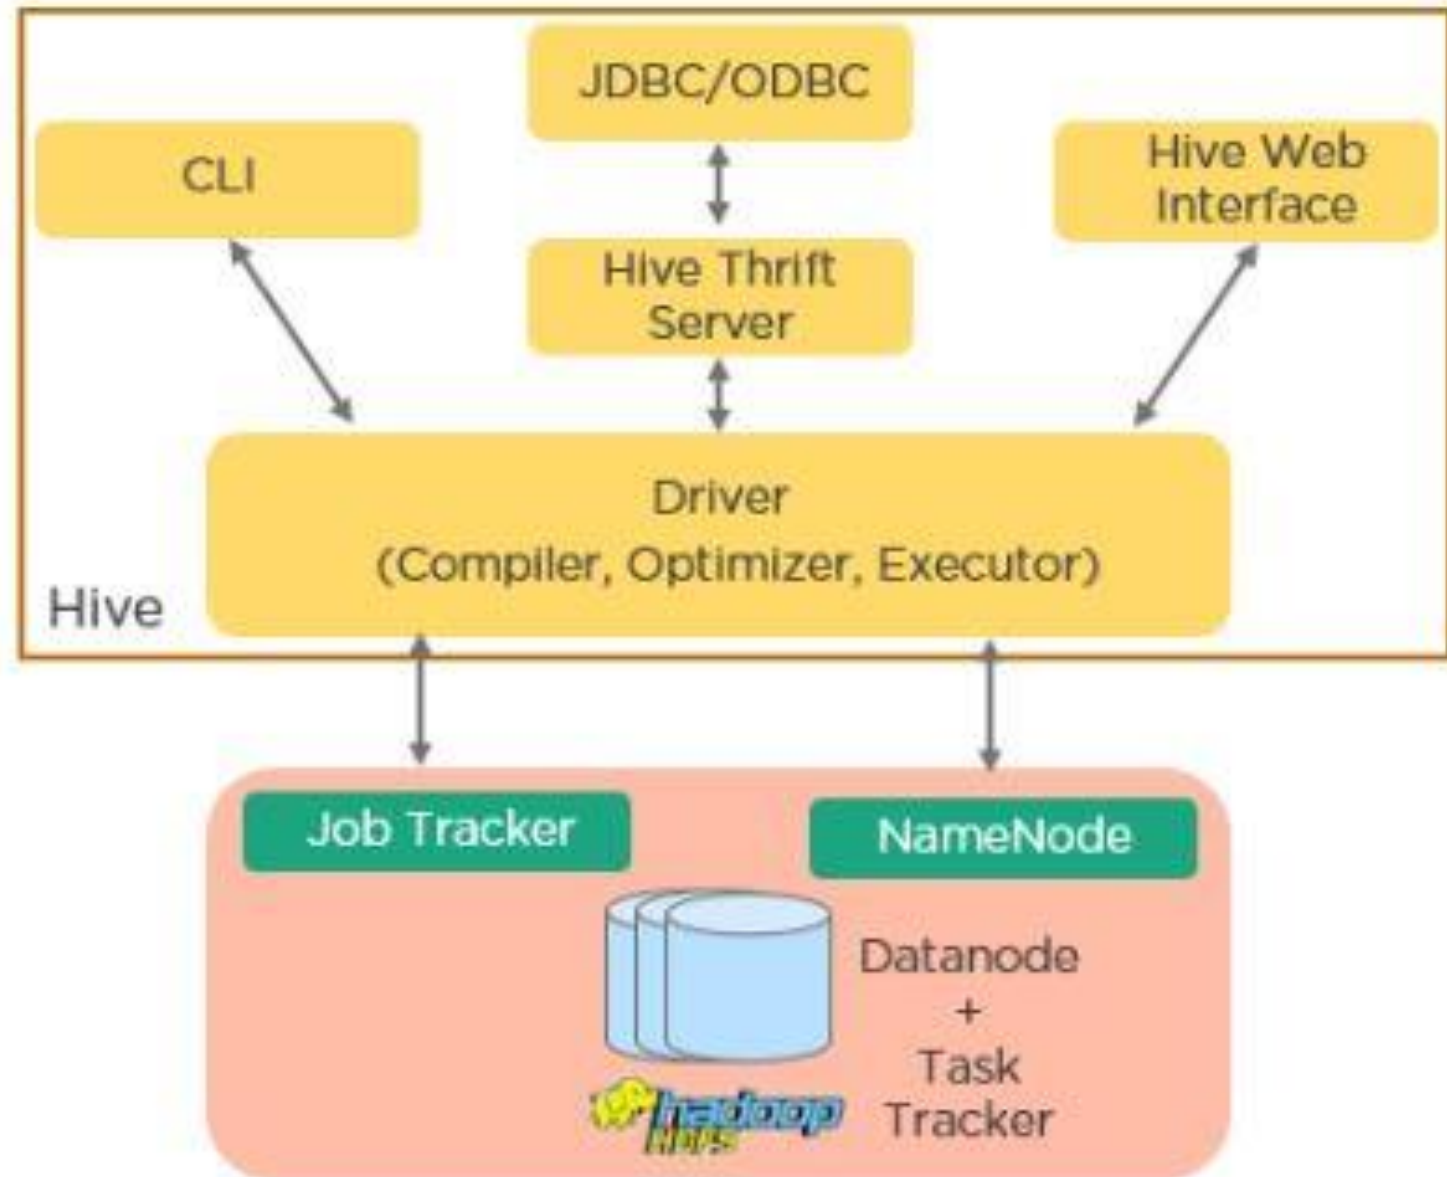 JDBC/ODBC
CLI
Hive Web
Interface
Hive Thrift
Server
Driver
(Compiler, Optimizer, Executor)
Hive
Job Tracker
NameNode
Datanode
+
Task
Tracker
hadoop
HDFS